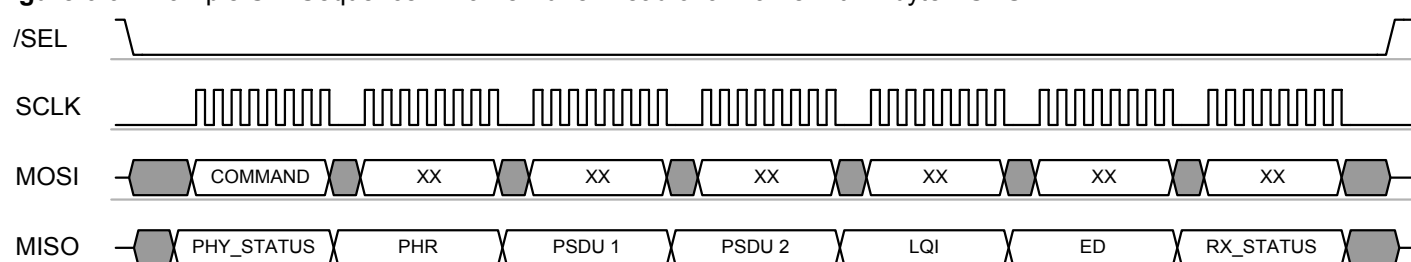 /SEL
SCLK
MOSI COMMAND XX XX XX XX XX XX
MISO PHY_STATUS PHR PSDU 1 PSDU 2 LQI ED RX_STATUS